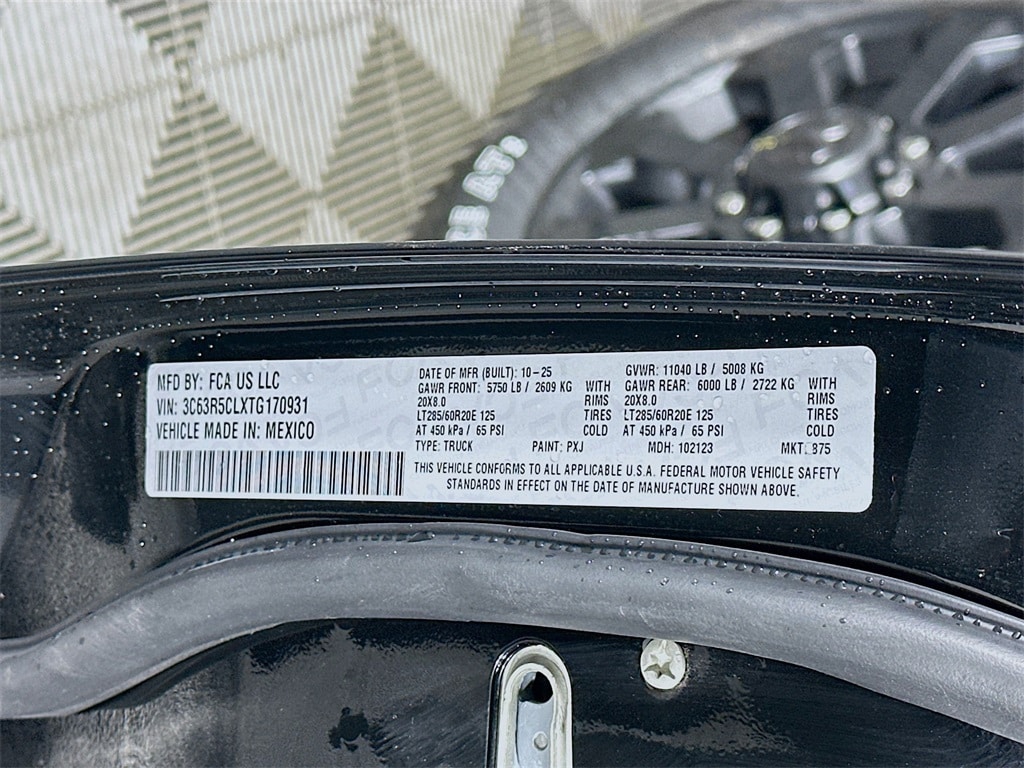 MFD BY: FCA US LLC
VIN: 3C63R5CLXTG170931
VEHICLE MADE IN: MEXICO
DATE OF MFR (BUILT): 10-25
GAWR FRONT: 5750 LB / 2609 KG WITH
20X8.0 RIMS
LT285/60R20E 125 TIRES
AT 450 kPa / 65 PSI COLD
GVWR: 11040 LB / 5008 KG
GAWR REAR: 6000 LB / 2722 KG WITH
20X8.0 RIMS
LT285/60R20E 125 TIRES
AT 450 kPa / 65 PSI COLD
TYPE: TRUCK PAINT: PXJ MDH: 102123 MKT: B75
THIS VEHICLE CONFORMS TO ALL APPLICABLE U.S.A. FEDERAL MOTOR VEHICLE SAFETY
STANDARDS IN EFFECT ON THE DATE OF MANUFACTURE SHOWN ABOVE.
AT